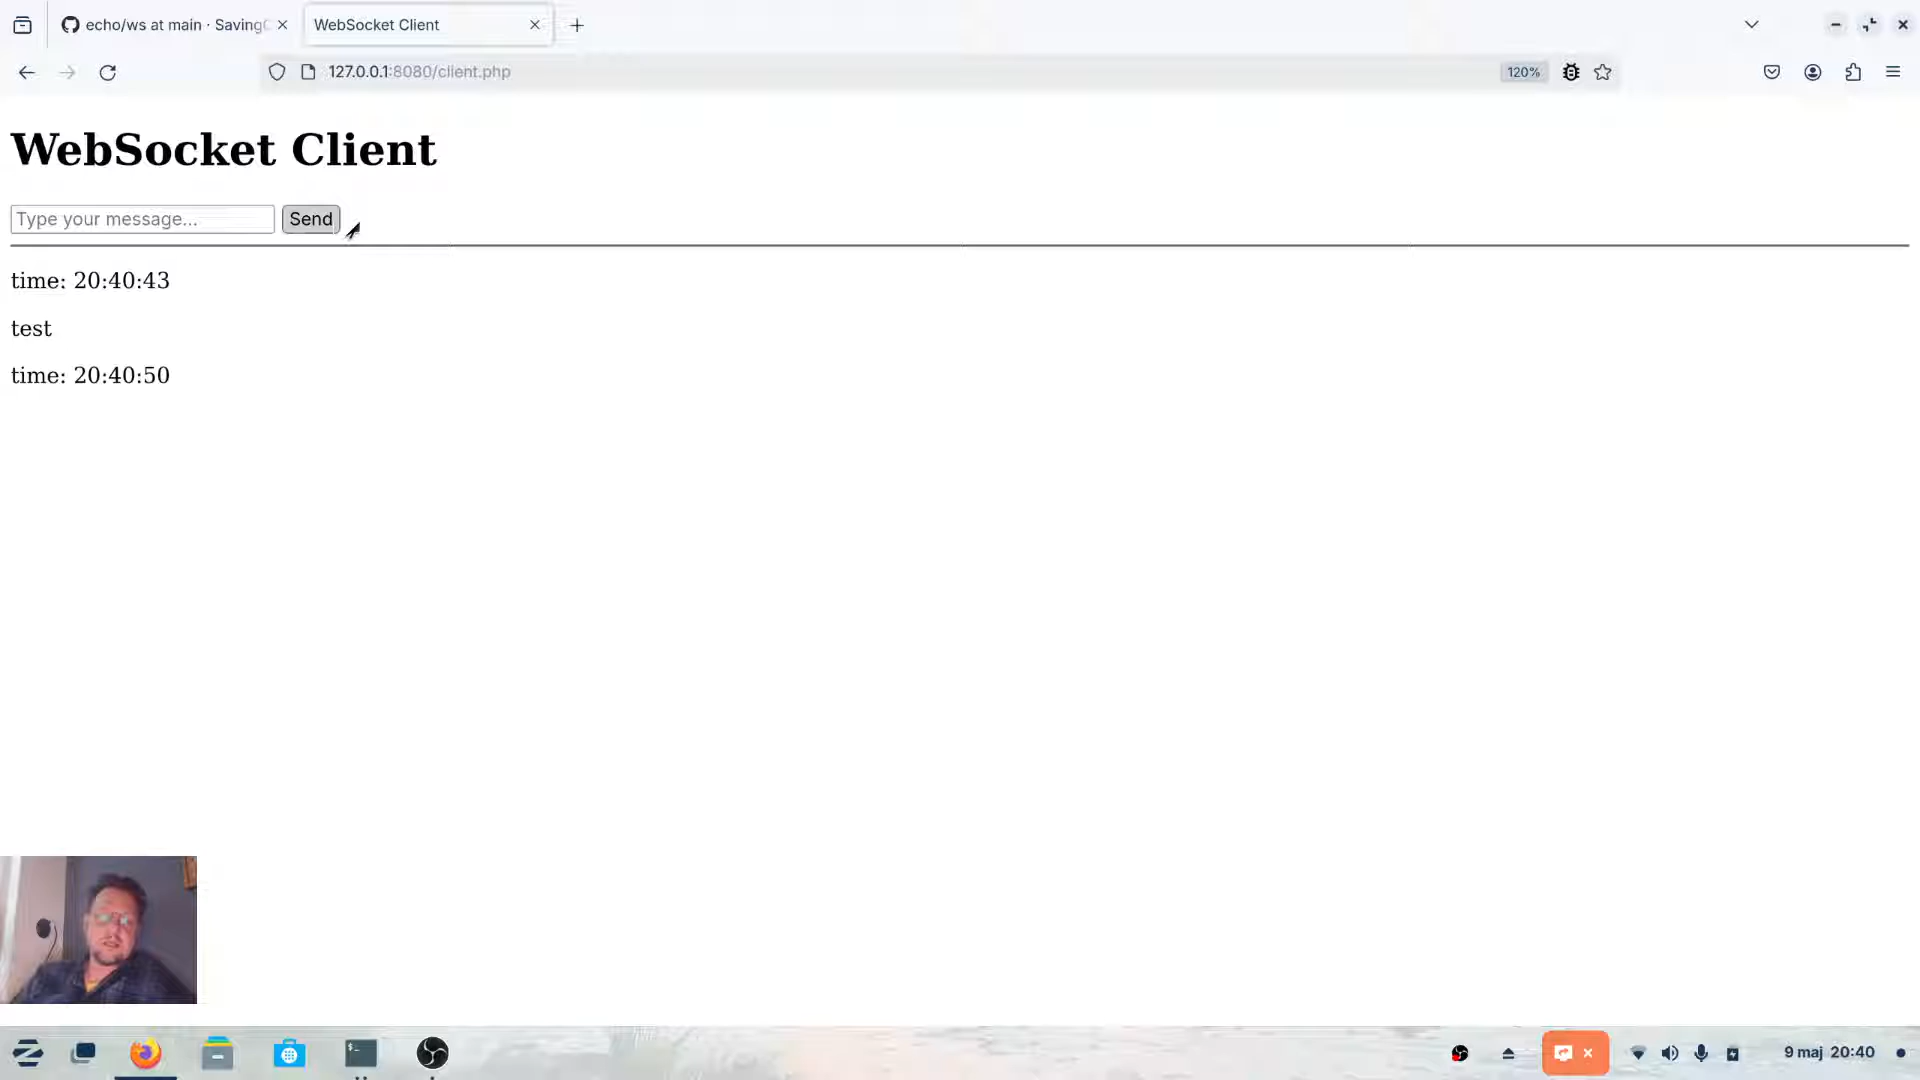 echo/ws at main · Saving
WebSocket Client
127.0.0.1:8080/client.php
120%
WebSocket Client
Type your message...
Send
time: 20:40:43
test
time: 20:40:50
9 maj 20:40